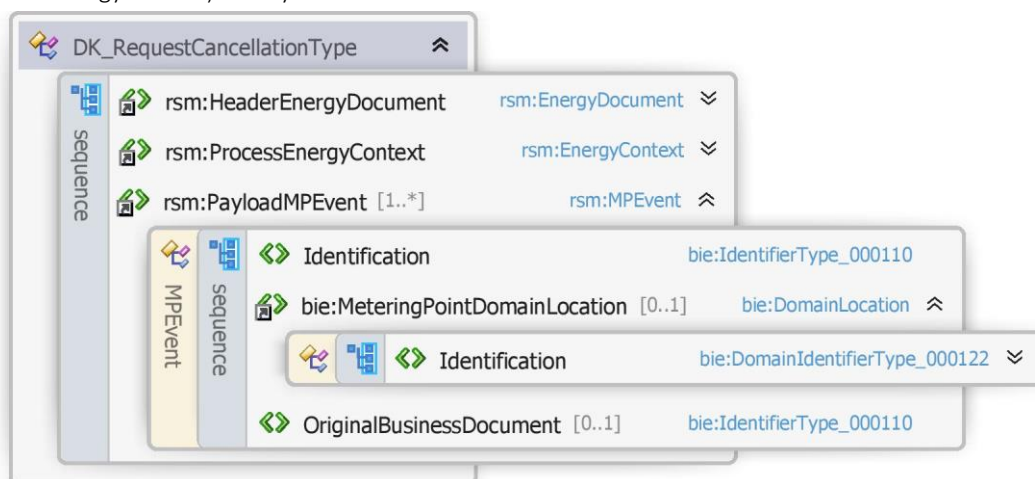 DK_RequestCancellationType
rsm:HeaderEnergyDocument rsm:EnergyDocument
rsm:ProcessEnergyContext rsm:EnergyContext
sequence
rsm:PayloadMPEvent [1..*] rsm:MPEvent
Identification bie:IdentifierType_000110
bie:MeteringPointDomainLocation [0..1] bie:DomainLocation
MPEvent
sequence
Identification bie:DomainIdentifierType_000122
OriginalBusinessDocument [0..1] bie:IdentifierType_000110